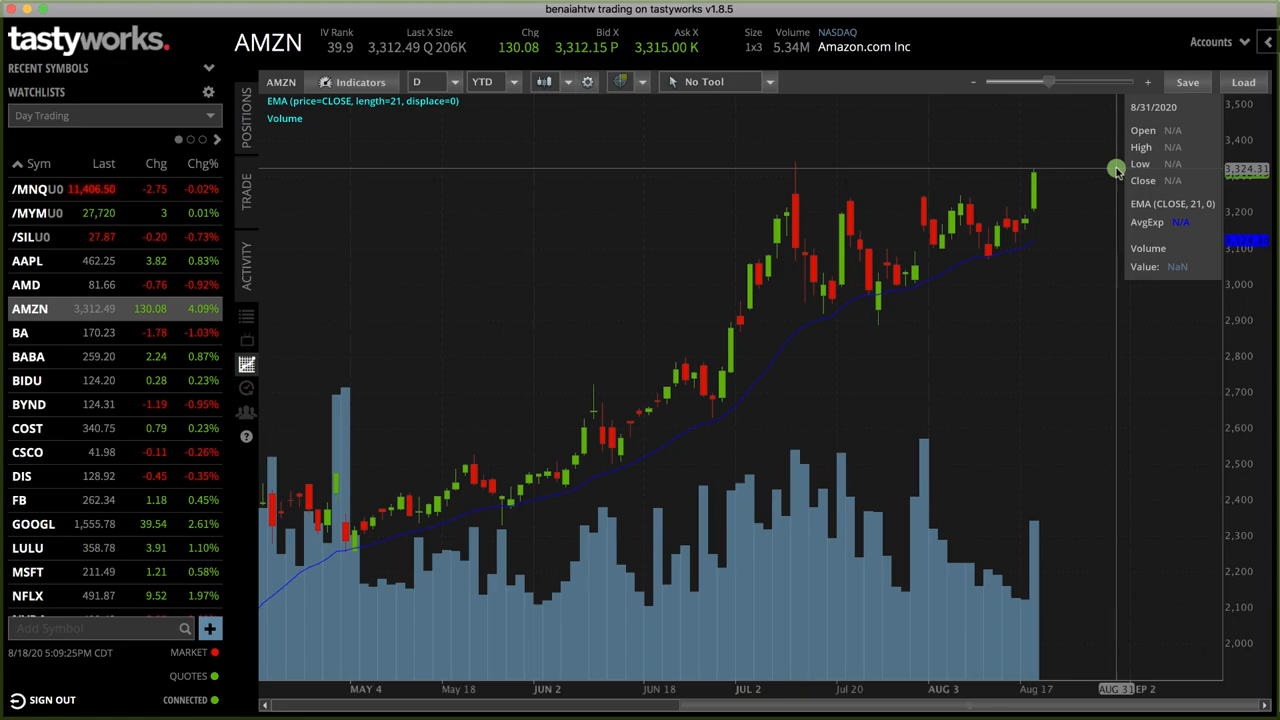 benaiahtw trading on tastyworks v1.8.5
tastyworks.
AMZN
IV Rank
39.9
Last X Size
3,312.49 Q 206K
Chg
130.08
Bid X
3,312.15 P
Ask X
3,315.00 K
Size
1x3
Volume
5.34M
NASDAQ
Amazon.com Inc
Accounts
RECENT SYMBOLS
WATCHLISTS
Day Trading
Sym Last Chg Chg%
/MNQU0 11,406.50 -2.75 -0.02%
/MYMU0 27,720 3 0.01%
/SILU0 27.87 -0.20 -0.73%
AAPL 462.25 3.82 0.83%
AMD 81.66 -0.76 -0.92%
AMZN 3,312.49 130.08 4.09%
BA 170.23 -1.78 -1.03%
BABA 259.20 2.24 0.87%
BIDU 124.20 0.28 0.23%
BYND 124.31 -1.19 -0.95%
COST 340.75 0.79 0.23%
CSCO 41.98 -0.11 -0.26%
DIS 128.92 -0.45 -0.35%
FB 262.34 1.18 0.45%
GOOGL 1,555.78 39.54 2.61%
LULU 358.78 3.91 1.10%
MSFT 211.49 1.21 0.58%
NFLX 491.87 9.52 1.97%
Add Symbol
8/18/20 5:09:25PM CDT
MARKET
QUOTES
SIGN OUT
CONNECTED
POSITIONS
TRADE
ACTIVITY
AMZN Indicators D YTD No Tool - + Save Load
EMA (price=CLOSE, length=21, displace=0)
Volume
8/31/2020
Open N/A
High N/A
Low N/A
Close N/A
EMA (CLOSE, 21, 0)
AvgExp N/A
Volume
Value: NaN
3,500
3,400
3,324.31
3,200
3,100
3,000
2,900
2,800
2,700
2,600
2,500
2,400
2,300
2,200
2,100
2,000
MAY 4 May 18 JUN 2 JUN 18 JUL 2 Jul 20 AUG 3 Aug 17 AUG 31 EP 2